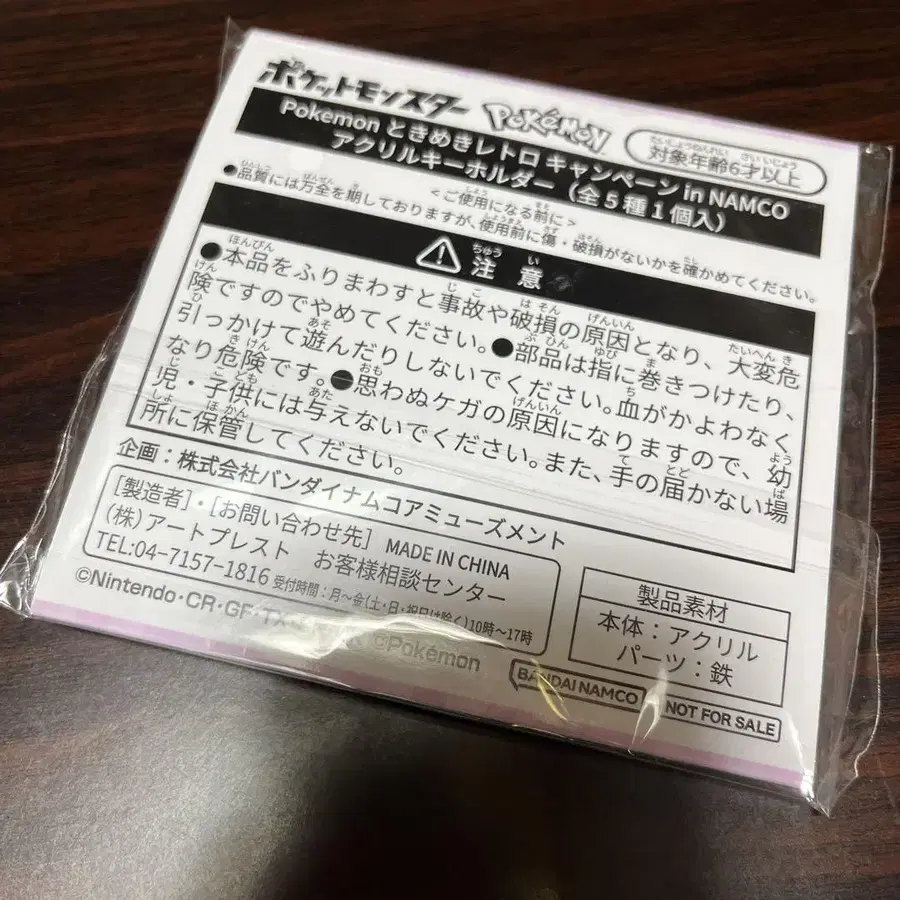 ポケットモンスター POKÉMON
対象年齢6才以上
Pokemon ときめきレトロ キャンペーン in NAMCO
アクリルキーホルダー（全5種1個入）
＜ご使用になる前に＞
●品質には万全を期しておりますが、使用前に傷・破損がないかを確かめてください。
注意
●本品をふりまわすと事故や破損の原因となり、大変危
険ですのでやめてください。●部品は指に巻きつけたり、
引っかけて遊んだりしないでください。血がかよわなく
なり危険です。●思わぬケガの原因になりますので、幼
児・子供には与えないでください。また、手の届かない場
所に保管してください。
企画：株式会社バンダイナムコアミューズメント
[製造者]・[お問い合わせ先] MADE IN CHINA
(株)アートプレスト お客様相談センター
TEL:04-7157-1816 受付時間：月～金(土・日・祝日は除く)10時～17時
©Nintendo・CR・GF・TX ©Pokémon
製品素材
本体：アクリル
パーツ：鉄
BANDAI NAMCO
NOT FOR SALE